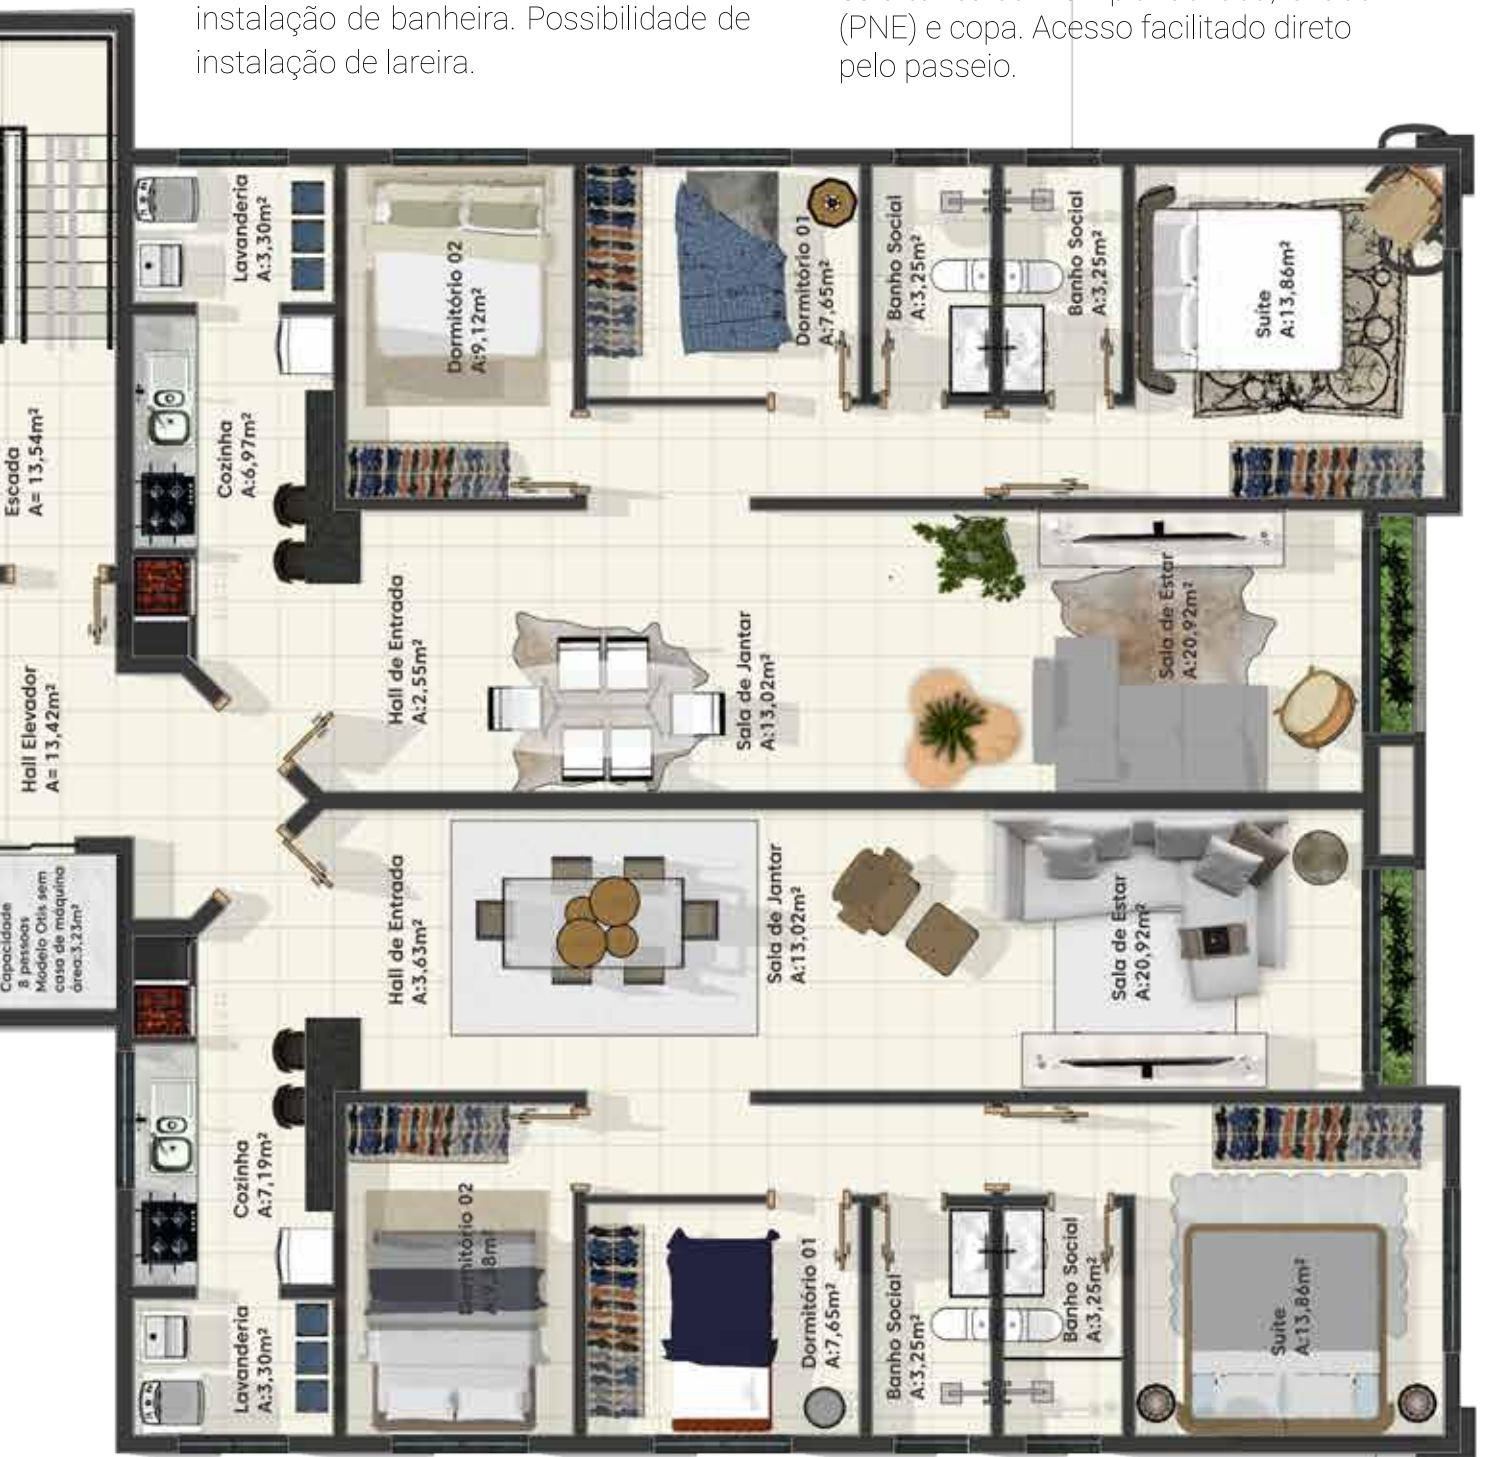 instalação de banheira. Possibilidade de
instalação de lareira.
(PNE) e copa. Acesso facilitado direto
pelo passeio.
Lavanderia
A:3,30m²
Dormitório 02
A:9,12m²
Dormitório 01
A:7,65m²
Banho Social
A:3,25m²
Banho Social
A:3,25m²
Suíte
A:13,86m²
Escada
A= 13,54m²
Cozinha
A:6,97m²
Hall Elevador
A= 13,42m²
Hall de Entrada
A:2,55m²
Sala de Jantar
A:13,02m²
Sala de Estar
A:20,92m²
Capacidade
8 pessoas
Modelo Otis sem
casa de máquina
área:3,23m²
Hall de Entrada
A:3,63m²
Sala de Jantar
A:13,02m²
Sala de Estar
A:20,92m²
Cozinha
A:7,19m²
Lavanderia
A:3,30m²
Dormitório 02
Dormitório 01
A:7,65m²
Banho Social
A:3,25m²
Banho Social
A:3,25m²
Suíte
A:13,86m²